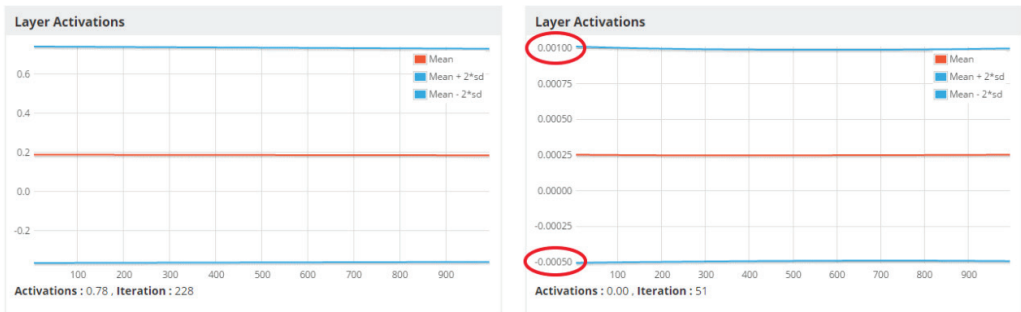 Layer Activations
Mean
Mean + 2*sd
Mean - 2*sd
0.6
0.4
0.2
0.0
-0.2
100 200 300 400 500 600 700 800 900
Activations : 0.78 , Iteration : 228
Layer Activations
0.00100
Mean
Mean + 2*sd
Mean - 2*sd
0.00075
0.00050
0.00025
0.00000
-0.00025
-0.00050
100 200 300 400 500 600 700 800 900
Activations : 0.00 , Iteration : 51